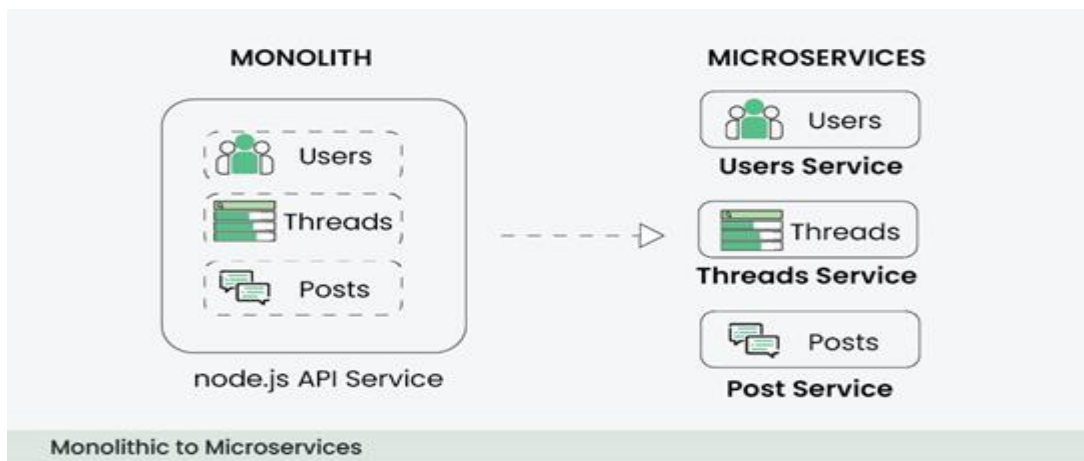 MONOLITH
Users
Threads
Posts
node.js API Service
MICROSERVICES
Users
Users Service
Threads
Threads Service
Posts
Post Service
Monolithic to Microservices